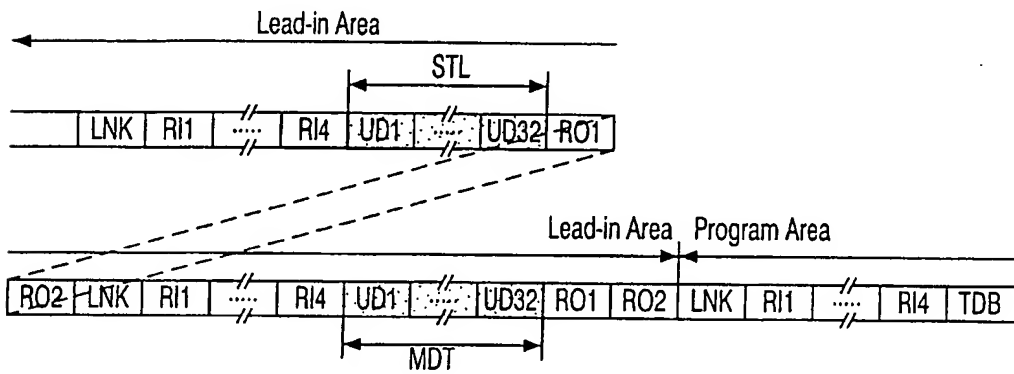 Lead-in Area
STL
LNK RI1 ..... RI4 UD1 ..... UD32 RO1
Lead-in Area Program Area
RO2 LNK RI1 ..... RI4 UD1 ..... UD32 RO1 RO2 LNK RI1 ..... RI4 TDB
MDT